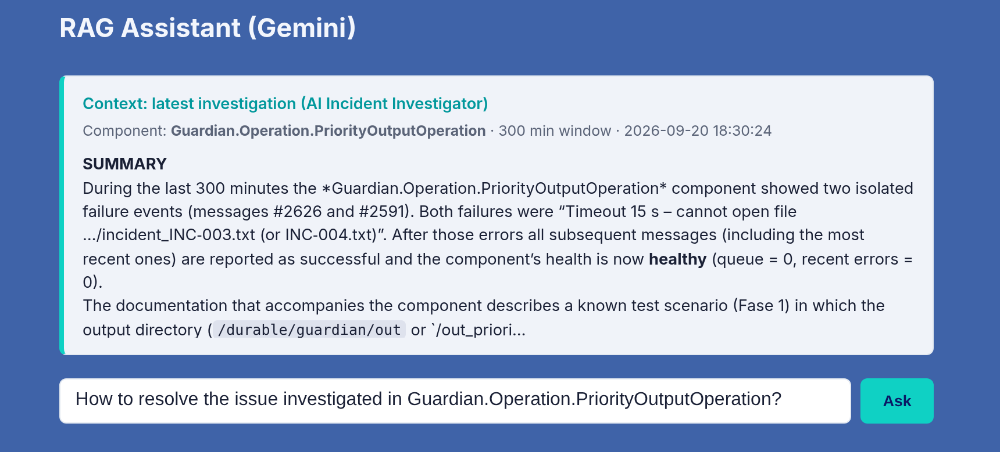 RAG Assistant (Gemini)
Context: latest investigation (AI Incident Investigator)
Component: Guardian.Operation.PriorityOutputOperation · 300 min window · 2026-09-20 18:30:24
SUMMARY
During the last 300 minutes the *Guardian.Operation.PriorityOutputOperation* component showed two isolated
failure events (messages #2626 and #2591). Both failures were “Timeout 15 s – cannot open file
…/incident_INC-003.txt (or INC-004.txt)”. After those errors all subsequent messages (including the most
recent ones) are reported as successful and the component’s health is now healthy (queue = 0, recent errors =
0).
The documentation that accompanies the component describes a known test scenario (Fase 1) in which the
output directory (/durable/guardian/out or `/out_priori...
How to resolve the issue investigated in Guardian.Operation.PriorityOutputOperation?
Ask